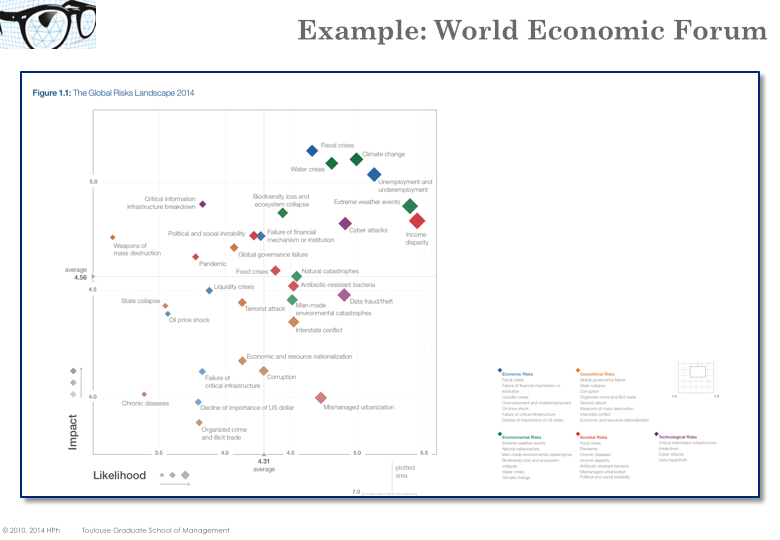 Example: World Economic Forum
Figure 1.1: The Global Risks Landscape 2014
Fiscal crises
Climate change
Water crises
5.0
Unemployment and
underemployment
Critical information
infrastructure breakdown
Biodiversity loss and
ecosystem collapse
Extreme weather events
Political and social instability
Failure of financial
mechanism or institution
Cyber attacks
Income
disparity
Weapons of
mass destruction
Global governance failure
Pandemic
Food crises
Natural catastrophes
average
4.56
Antibiotic-resistant bacteria
4.5
Liquidity crises
State collapse
Terrorist attack
Man-made
environmental catastrophes
Data fraud/theft
Oil price shock
Interstate conflict
Economic and resource nationalization
Failure of
critical infrastructure
Corruption
4.0
Chronic diseases
Decline of importance of US dollar
Mismanaged urbanization
Organized crime
and illicit trade
Impact
3.5
4.0
4.5
5.0
5.5
4.31
average
Likelihood
plotted
area
7.0
Economic Risks
Fiscal crises
Failure of financial mechanism or
institution
Liquidity crises
Unemployment and underemployment
Oil price shock
Failure of critical infrastructure
Decline of importance of US dollar
Geopolitical Risks
Global governance failure
State collapse
Corruption
Organized crime and illicit trade
Terrorist attack
Weapons of mass destruction
Interstate conflict
Economic and resource nationalization
1.0
7.0
Environmental Risks
Extreme weather events
Natural catastrophes
Man-made environmental catastrophes
Biodiversity loss and ecosystem
collapse
Water crises
Climate change
Societal Risks
Food crises
Pandemic
Chronic diseases
Income disparity
Antibiotic-resistant bacteria
Mismanaged urbanization
Political and social instability
Technological Risks
Critical information infrastructure
breakdown
Cyber attacks
Data fraud/theft
© 2010, 2014 HPh
Toulouse Graduate School of Management